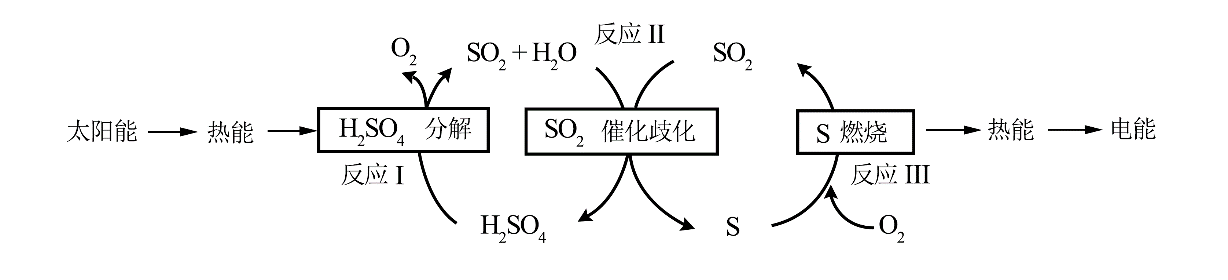 O₂ SO₂ + H₂O 反应 II SO₂
太阳能 热能 H₂SO₄ 分解 SO₂ 催化歧化 S 燃烧 热能 电能
反应 I 反应 III
H₂SO₄ S O₂